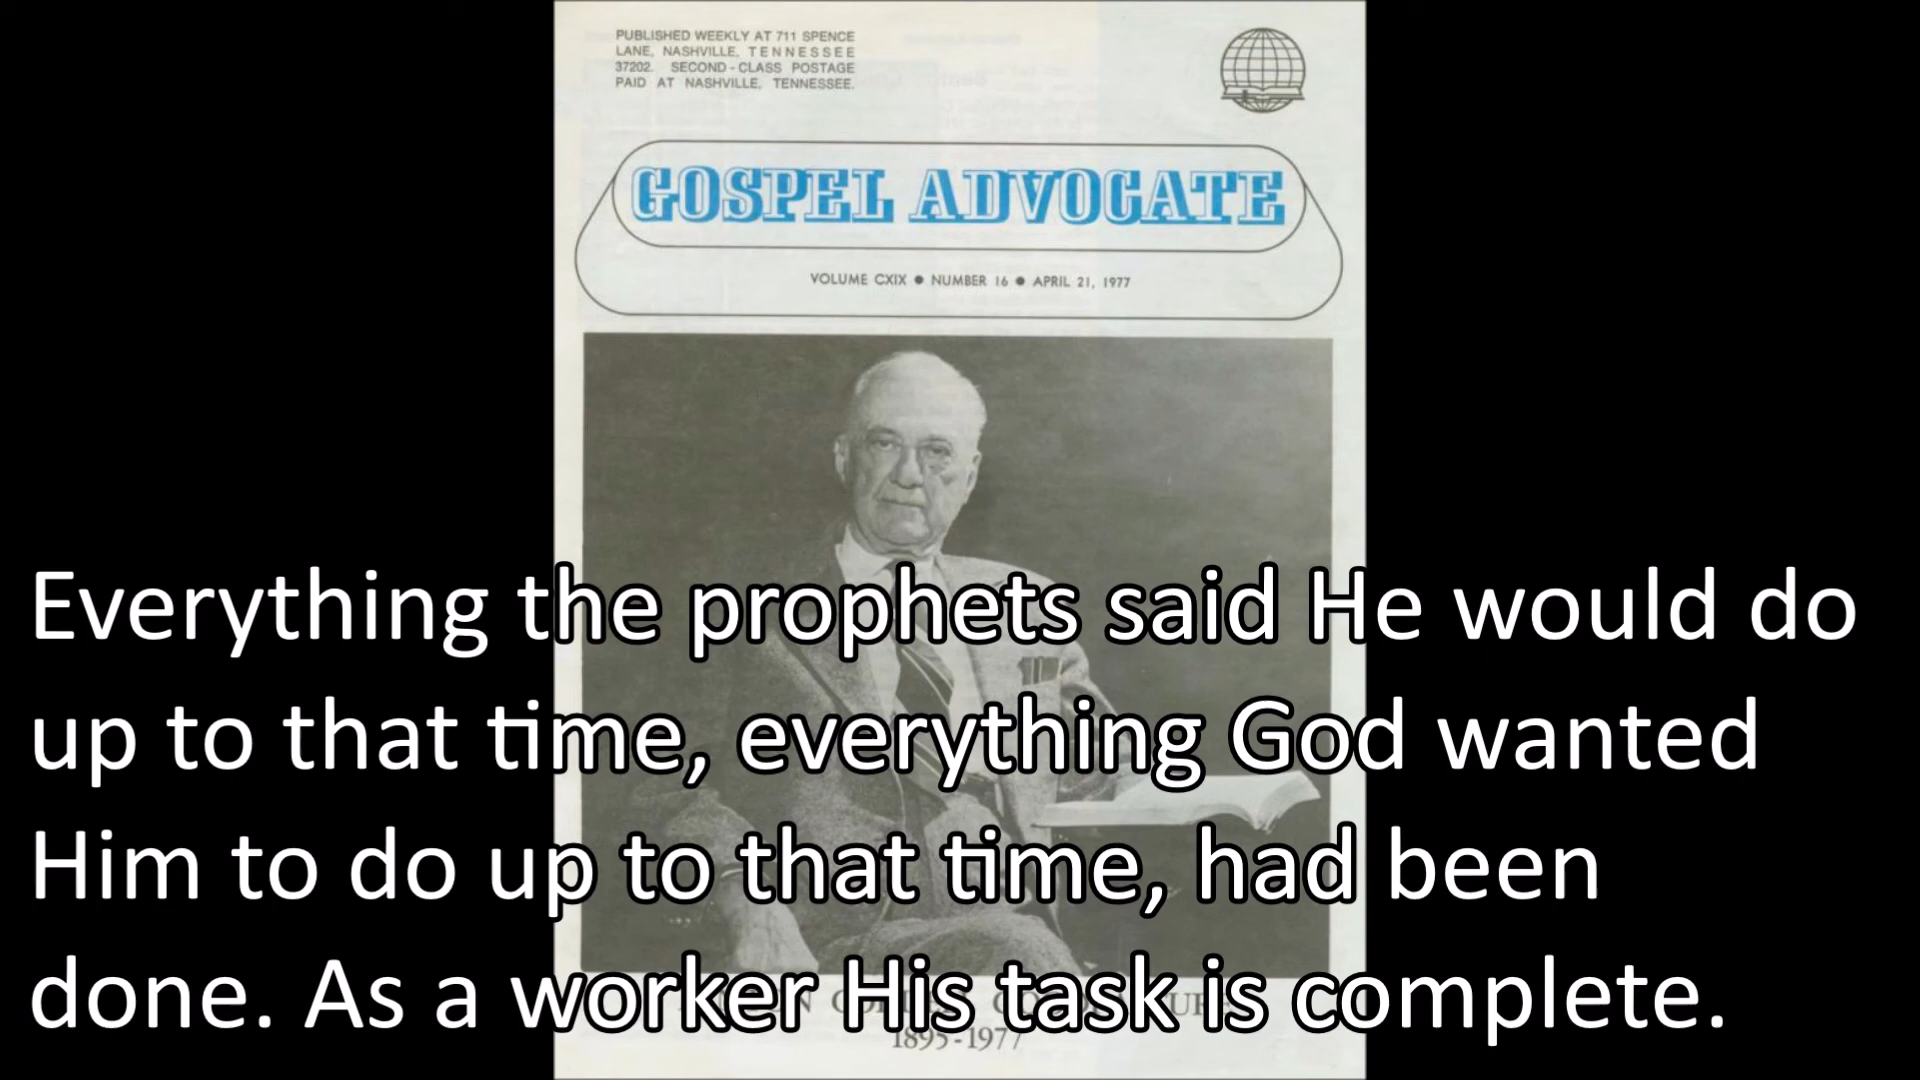 PUBLISHED WEEKLY AT 711 SPENCE
LANE, NASHVILLE, TENNESSEE
37202. SECOND-CLASS POSTAGE
PAID AT NASHVILLE, TENNESSEE.
GOSPEL ADVOCATE
VOLUME CXIX ● NUMBER 16 ● APRIL 21, 1977
Everything the prophets said He would do
up to that time, everything God wanted
Him to do up to that time, had been
done. As a worker His task is complete.
1895-1977